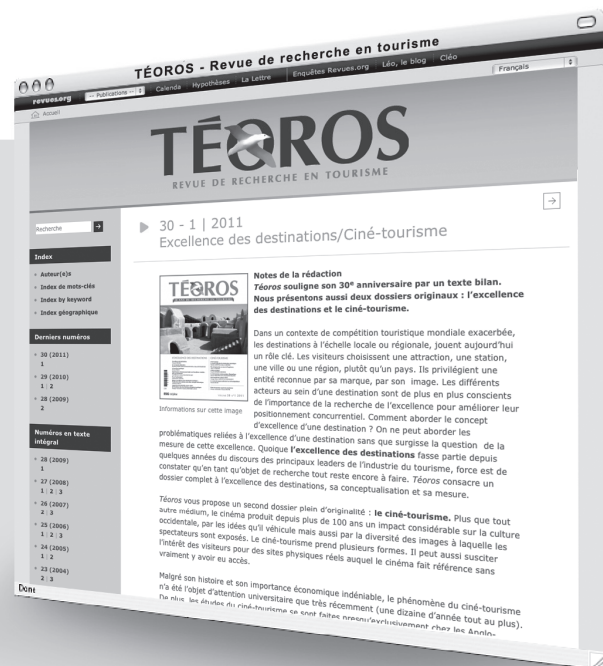 TÉOROS - Revue de recherche en tourisme
revues.org
-- Publications --
Calenda
Hypothèses
La Lettre
Enquêtes Revues.org
Léo, le blog
Cléo
Français
Accueil
TÉOROS
REVUE DE RECHERCHE EN TOURISME
Recherche
Index
Auteur(e)s
Index de mots-clés
Index by keyword
Index géographique
Derniers numéros
30 (2011)
1
29 (2010)
1 | 2
28 (2009)
2
Numéros en texte
intégral
28 (2009)
1
27 (2008)
1 | 2 | 3
26 (2007)
2 | 3
25 (2006)
1 | 2 | 3
24 (2005)
1 | 2
23 (2004)
2 | 3
Done
30 - 1 | 2011
Excellence des destinations/Ciné-tourisme
TÉOROS
Informations sur cette image
Notes de la rédaction
Téoros souligne son 30e anniversaire par un texte bilan.
Nous présentons aussi deux dossiers originaux : l'excellence
des destinations et le ciné-tourisme.
Dans un contexte de compétition touristique mondiale exacerbée,
les destinations à l'échelle locale ou régionale, jouent aujourd'hui
un rôle clé. Les visiteurs choisissent une attraction, une station,
une ville ou une région, plutôt qu'un pays. Ils privilégient une
entité reconnue par sa marque, par son image. Les différents
acteurs au sein d'une destination sont de plus en plus conscients
de l'importance de la recherche de l'excellence pour améliorer leur
positionnement concurrentiel. Comment aborder le concept
d'excellence d'une destination ? On ne peut aborder les
problématiques reliées à l'excellence d'une destination sans que surgisse la question de la
mesure de cette excellence. Quoique l'excellence des destinations fasse partie depuis
quelques années du discours des principaux leaders de l'industrie du tourisme, force est de
constater qu'en tant qu'objet de recherche tout reste encore à faire. Téoros consacre un
dossier complet à l'excellence des destinations, sa conceptualisation et sa mesure.
Téoros vous propose un second dossier plein d'originalité : le ciné-tourisme. Plus que tout
autre médium, le cinéma produit depuis plus de 100 ans un impact considérable sur la culture
occidentale, par les idées qu'il véhicule mais aussi par la diversité des images à laquelle les
spectateurs sont exposés. Le ciné-tourisme prend plusieurs formes. Il peut aussi susciter
l'intérêt des visiteurs pour des sites physiques réels auquel le cinéma fait référence sans
vraiment y avoir eu accès.
Malgré son histoire et son importance économique indéniable, le phénomène du ciné-tourisme
n'a été l'objet d'attention universitaire que très récemment (une dizaine d'année tout au plus).
De plus, les études du ciné-tourisme se sont faites presqu'exclusivement chez les Anglo-